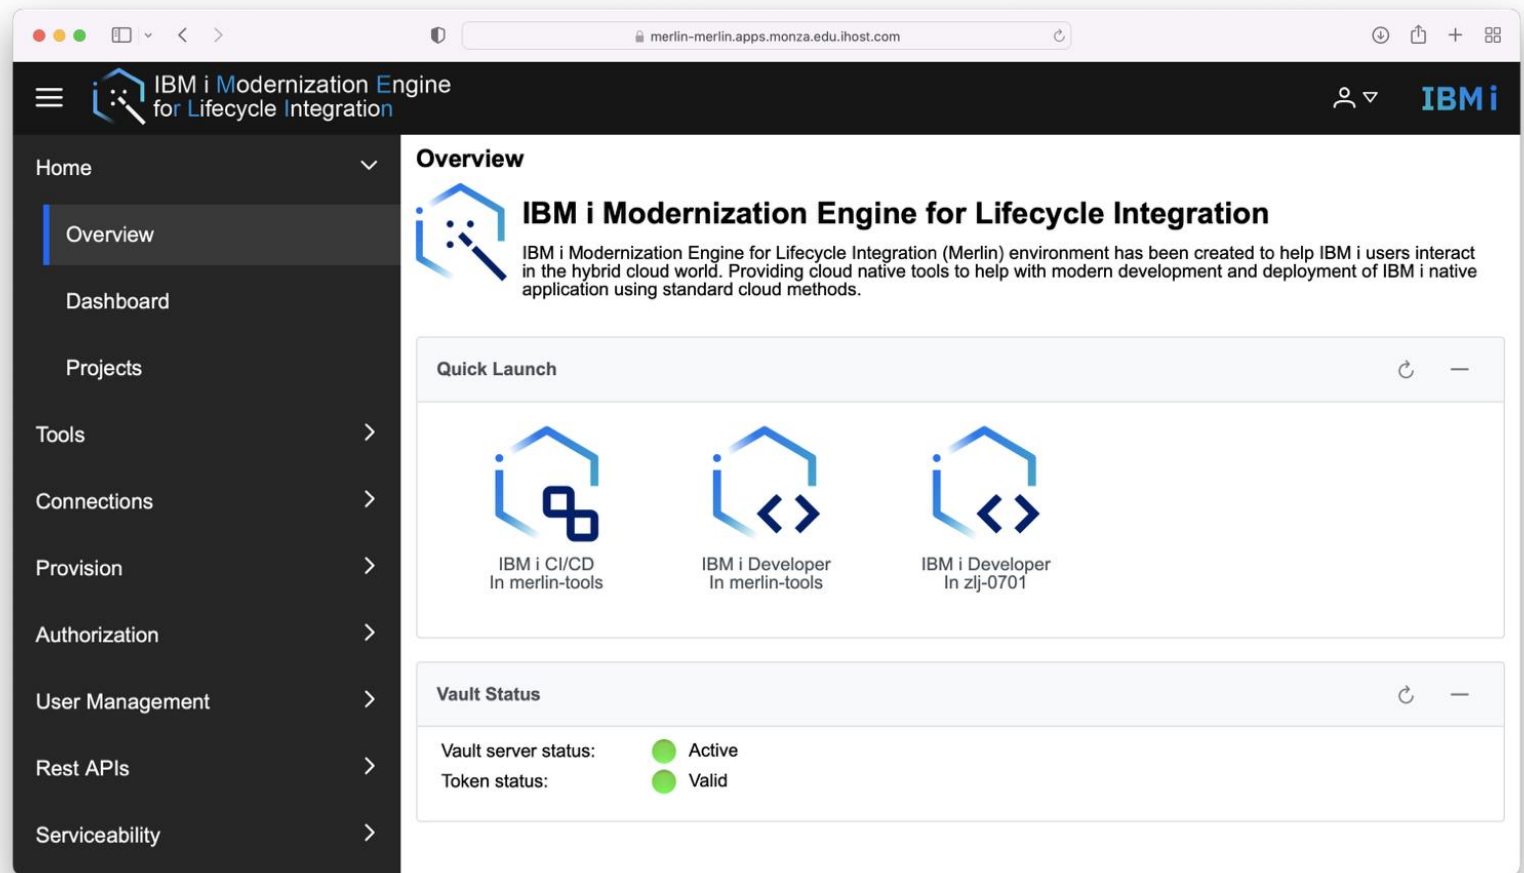 merlin-merlin.apps.monza.edu.ihost.com
IBM i Modernization Engine
for Lifecycle Integration
IBM i
Home
Overview
Dashboard
Projects
Tools
Connections
Provision
Authorization
User Management
Rest APIs
Serviceability
Overview
IBM i Modernization Engine for Lifecycle Integration
IBM i Modernization Engine for Lifecycle Integration (Merlin) environment has been created to help IBM i users interact
in the hybrid cloud world. Providing cloud native tools to help with modern development and deployment of IBM i native
application using standard cloud methods.
Quick Launch
IBM i CI/CD
In merlin-tools
IBM i Developer
In merlin-tools
IBM i Developer
In zlj-0701
Vault Status
Vault server status: Active
Token status: Valid